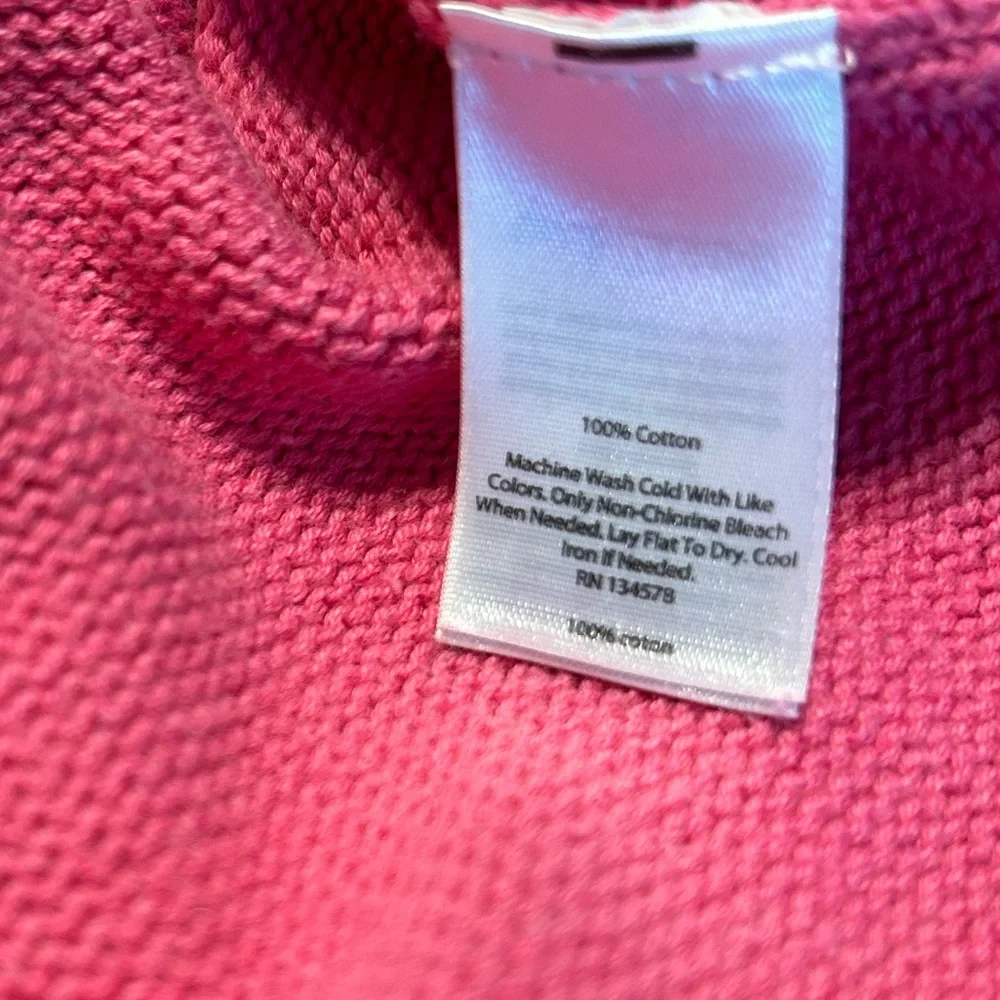 100% Cotton
Machine Wash Cold With Like
Colors. Only Non-Chlorine Bleach
When Needed. Lay Flat To Dry. Cool
Iron If Needed.
RN 134578
100% coton